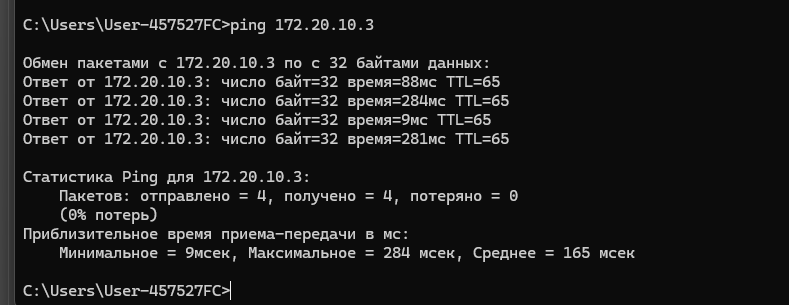 C:\Users\User-457527FC>ping 172.20.10.3
Обмен пакетами с 172.20.10.3 по с 32 байтами данных:
Ответ от 172.20.10.3: число байт=32 время=88мс TTL=65
Ответ от 172.20.10.3: число байт=32 время=284мс TTL=65
Ответ от 172.20.10.3: число байт=32 время=9мс TTL=65
Ответ от 172.20.10.3: число байт=32 время=281мс TTL=65
Статистика Ping для 172.20.10.3:
Пакетов: отправлено = 4, получено = 4, потеряно = 0
(0% потерь)
Приблизительное время приема-передачи в мс:
Минимальное = 9мсек, Максимальное = 284 мсек, Среднее = 165 мсек
C:\Users\User-457527FC>